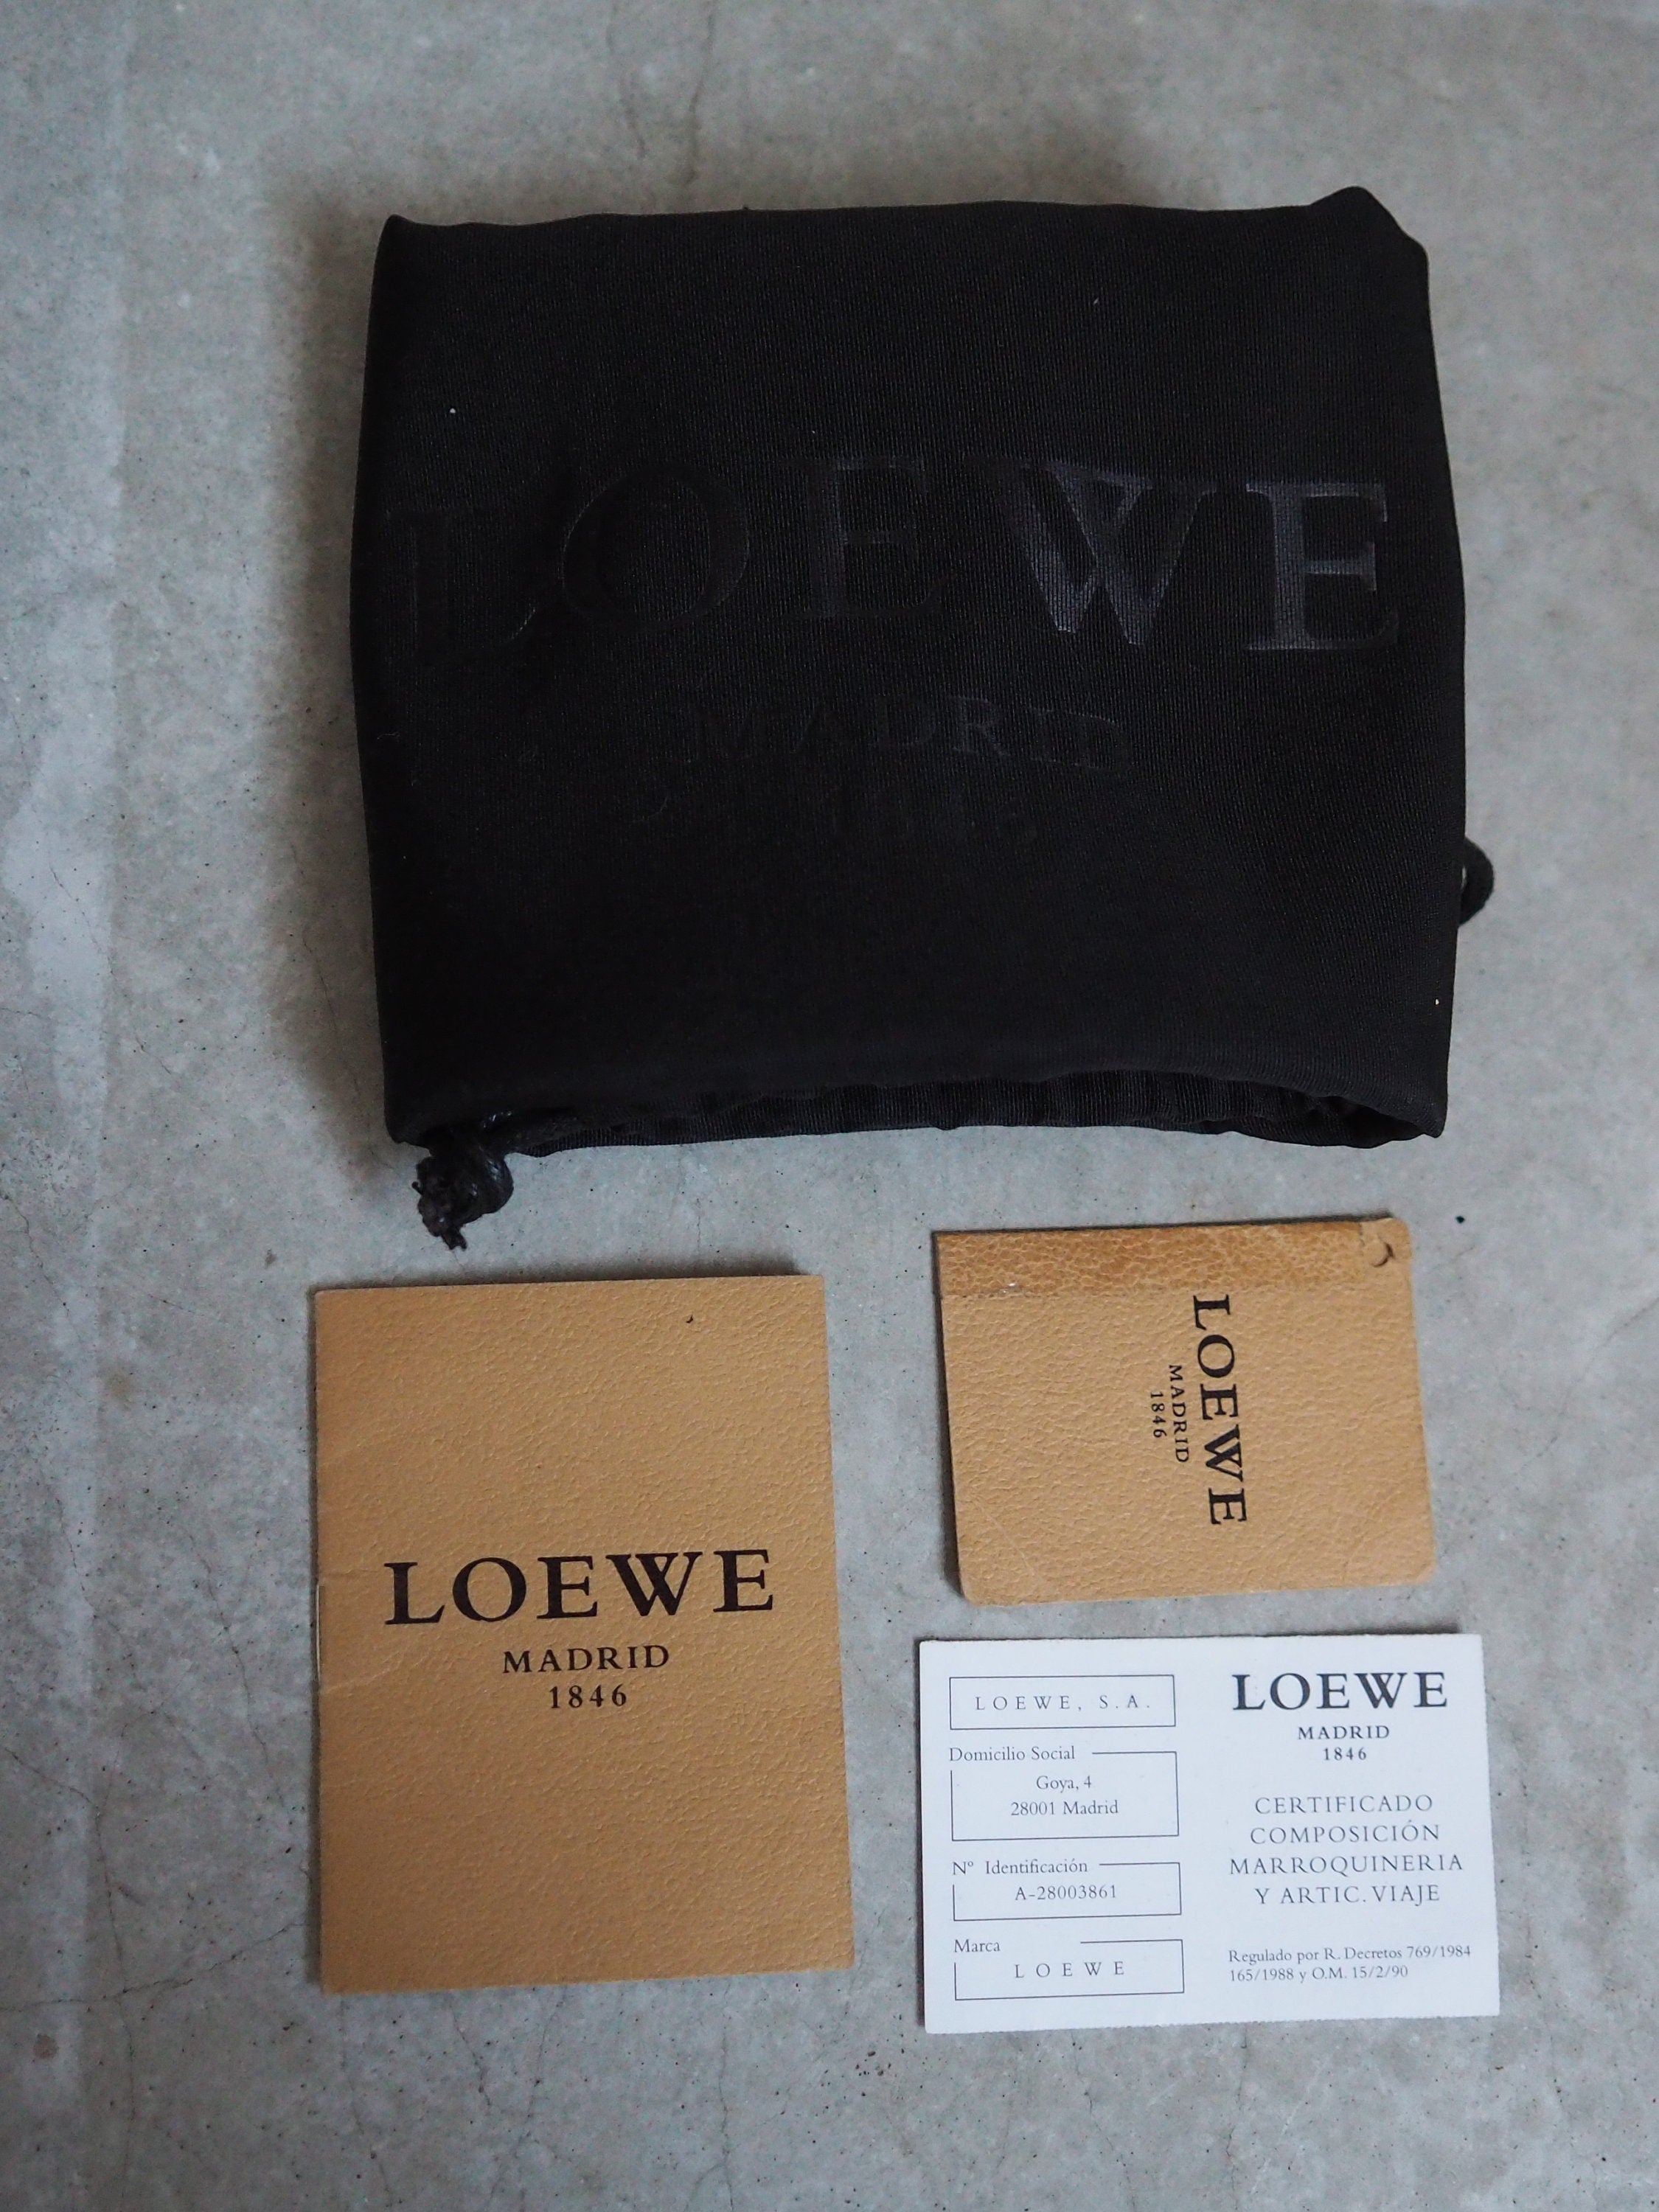 LOEWE
MADRID
1846
LOEWE
MADRID
1846
LOEWE
MADRID
1846
LOEWE, S.A.
Domicilio Social
Goya, 4
28001 Madrid
Nº Identificación
A-28003861
Marca
LOEWE
LOEWE
MADRID
1846
CERTIFICADO
COMPOSICIÓN
MARROQUINERIA
Y ARTIC. VIAJE
Regulado por R. Decretos 769/1984
165/1988 y O.M. 15/2/90